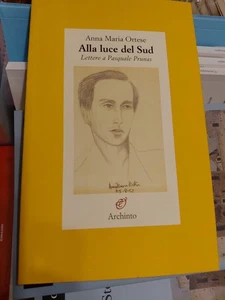 Anna Maria Ortese
Alla luce del Sud
Lettere a Pasquale Prunas
Archinto